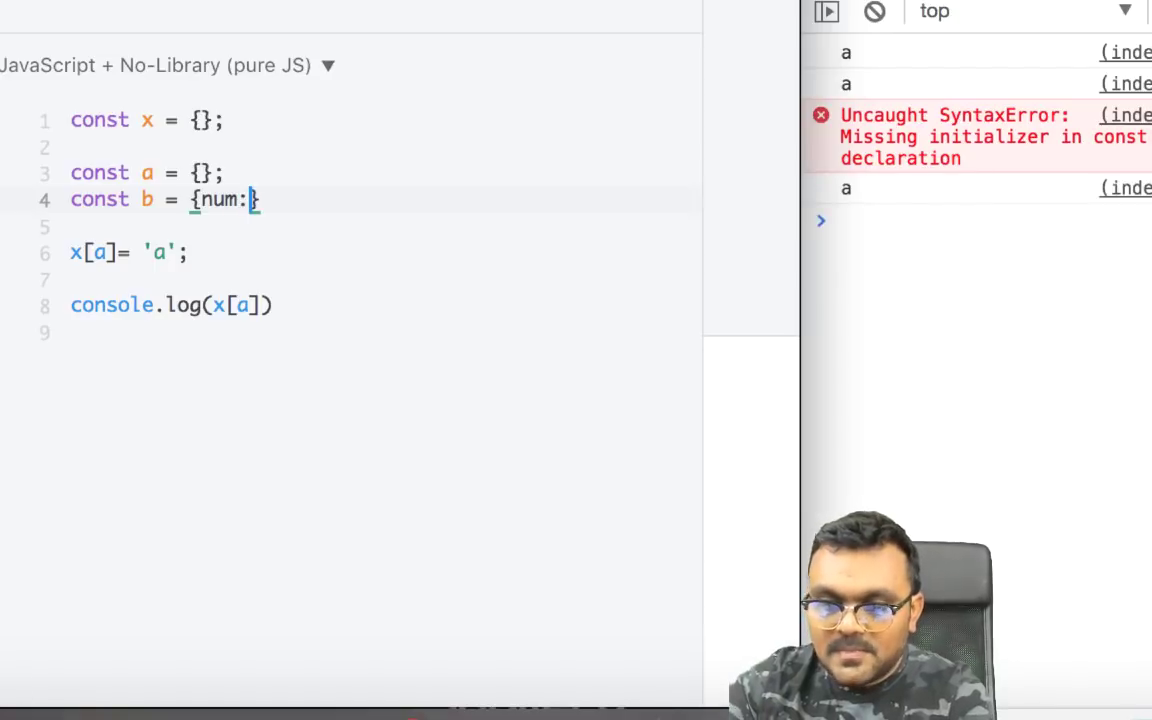 top
JavaScript + No-Library (pure JS) ▼
1 const x = {};
2
3 const a = {};
4 const b = {num:}
5
6 x[a]= 'a';
7
8 console.log(x[a])
9
a (inde
a (inde
Uncaught SyntaxError: (inde
Missing initializer in const
declaration
a (inde